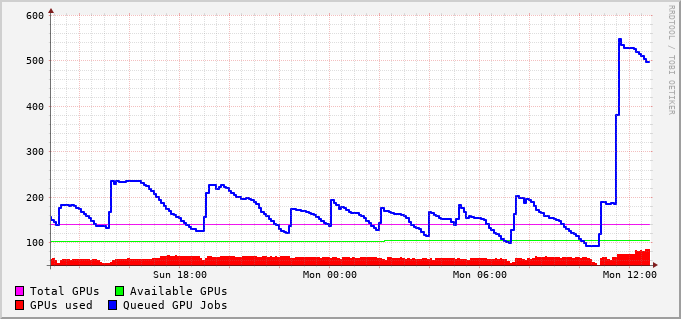 600
500
400
300
200
100
Sun 18:00 Mon 00:00 Mon 06:00 Mon 12:00
Total GPUs Available GPUs
GPUs used Queued GPU Jobs
RRDTOOL / TOBI OETIKER